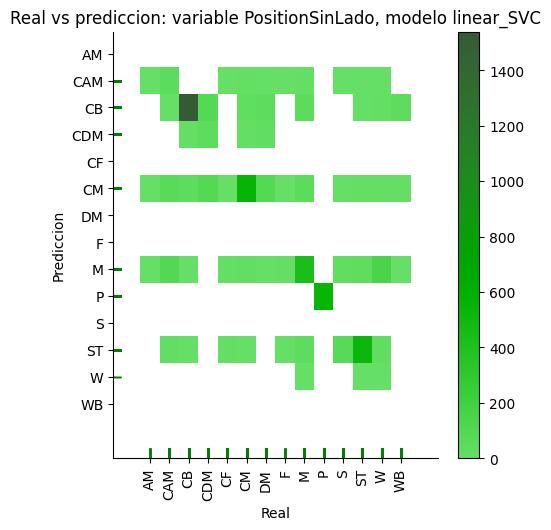 Real vs prediccion: variable PositionSinLado, modelo linear_SVC
AM
CAM
CB
CDM
CF
CM
DM
F
M
P
S
ST
W
WB
Prediccion
AM
CAM
CB
CDM
CF
CM
DM
F
M
P
S
ST
W
WB
Real
1400
1200
1000
800
600
400
200
0